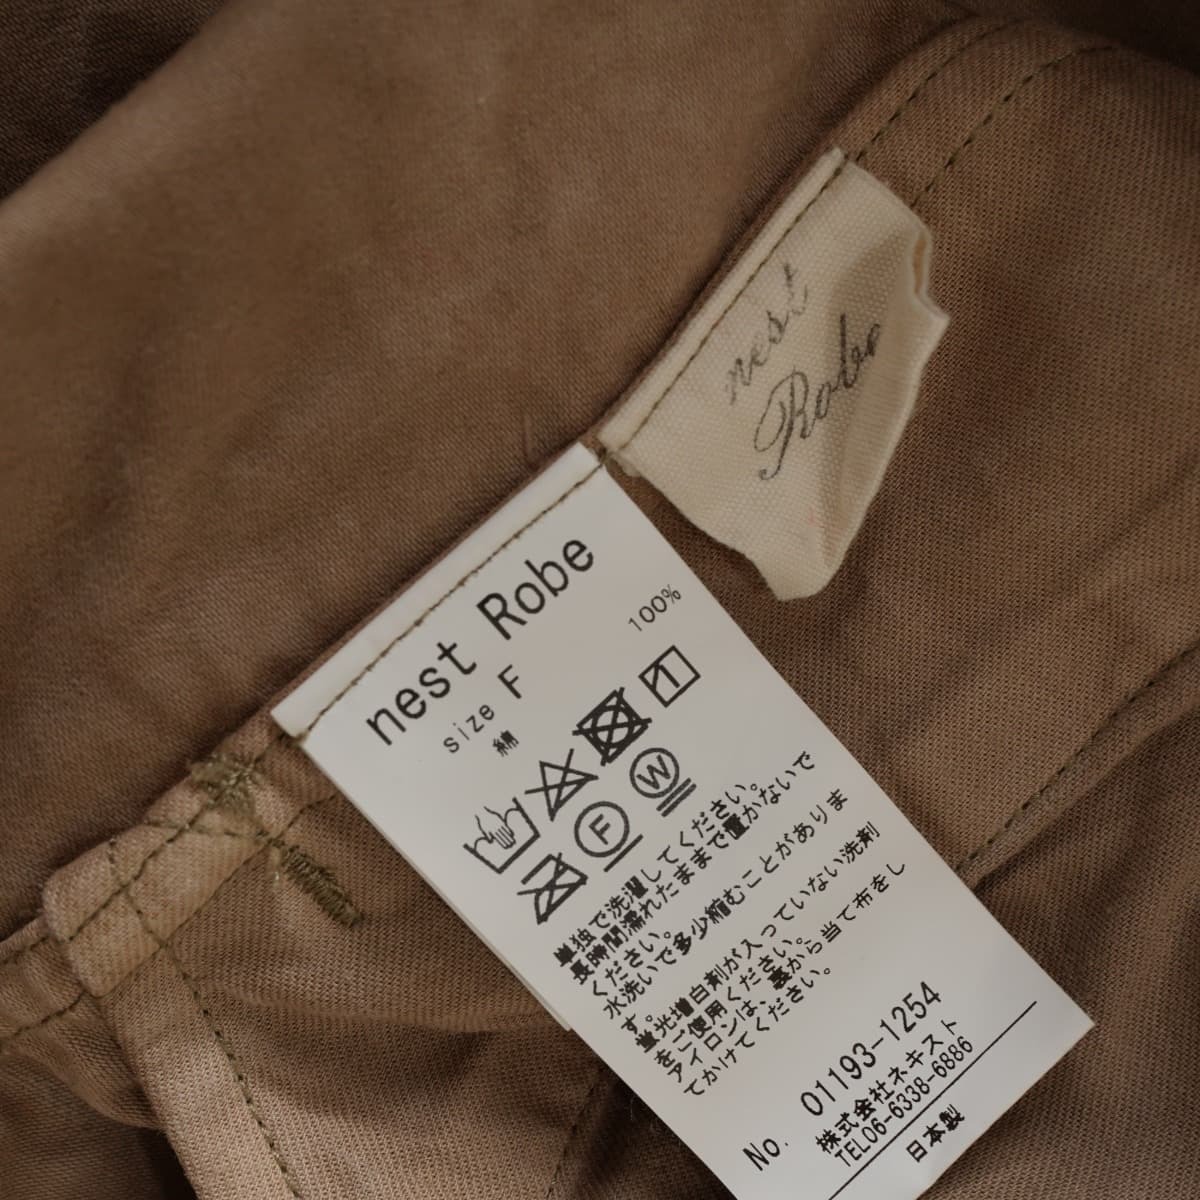 nest
Robe
nest Robe
size F
綿 100%
F W
単独で洗濯してください。
長時間濡れたままで置かないで
ください。
水洗いで多少縮むことがありま
す。
蛍光増白剤が入っていない洗剤
をご使用ください。
アイロンは、裏から当て布をし
てかけてください。
No. 01193-1254
株式会社ネキスト
TEL06-6338-6886
日本製